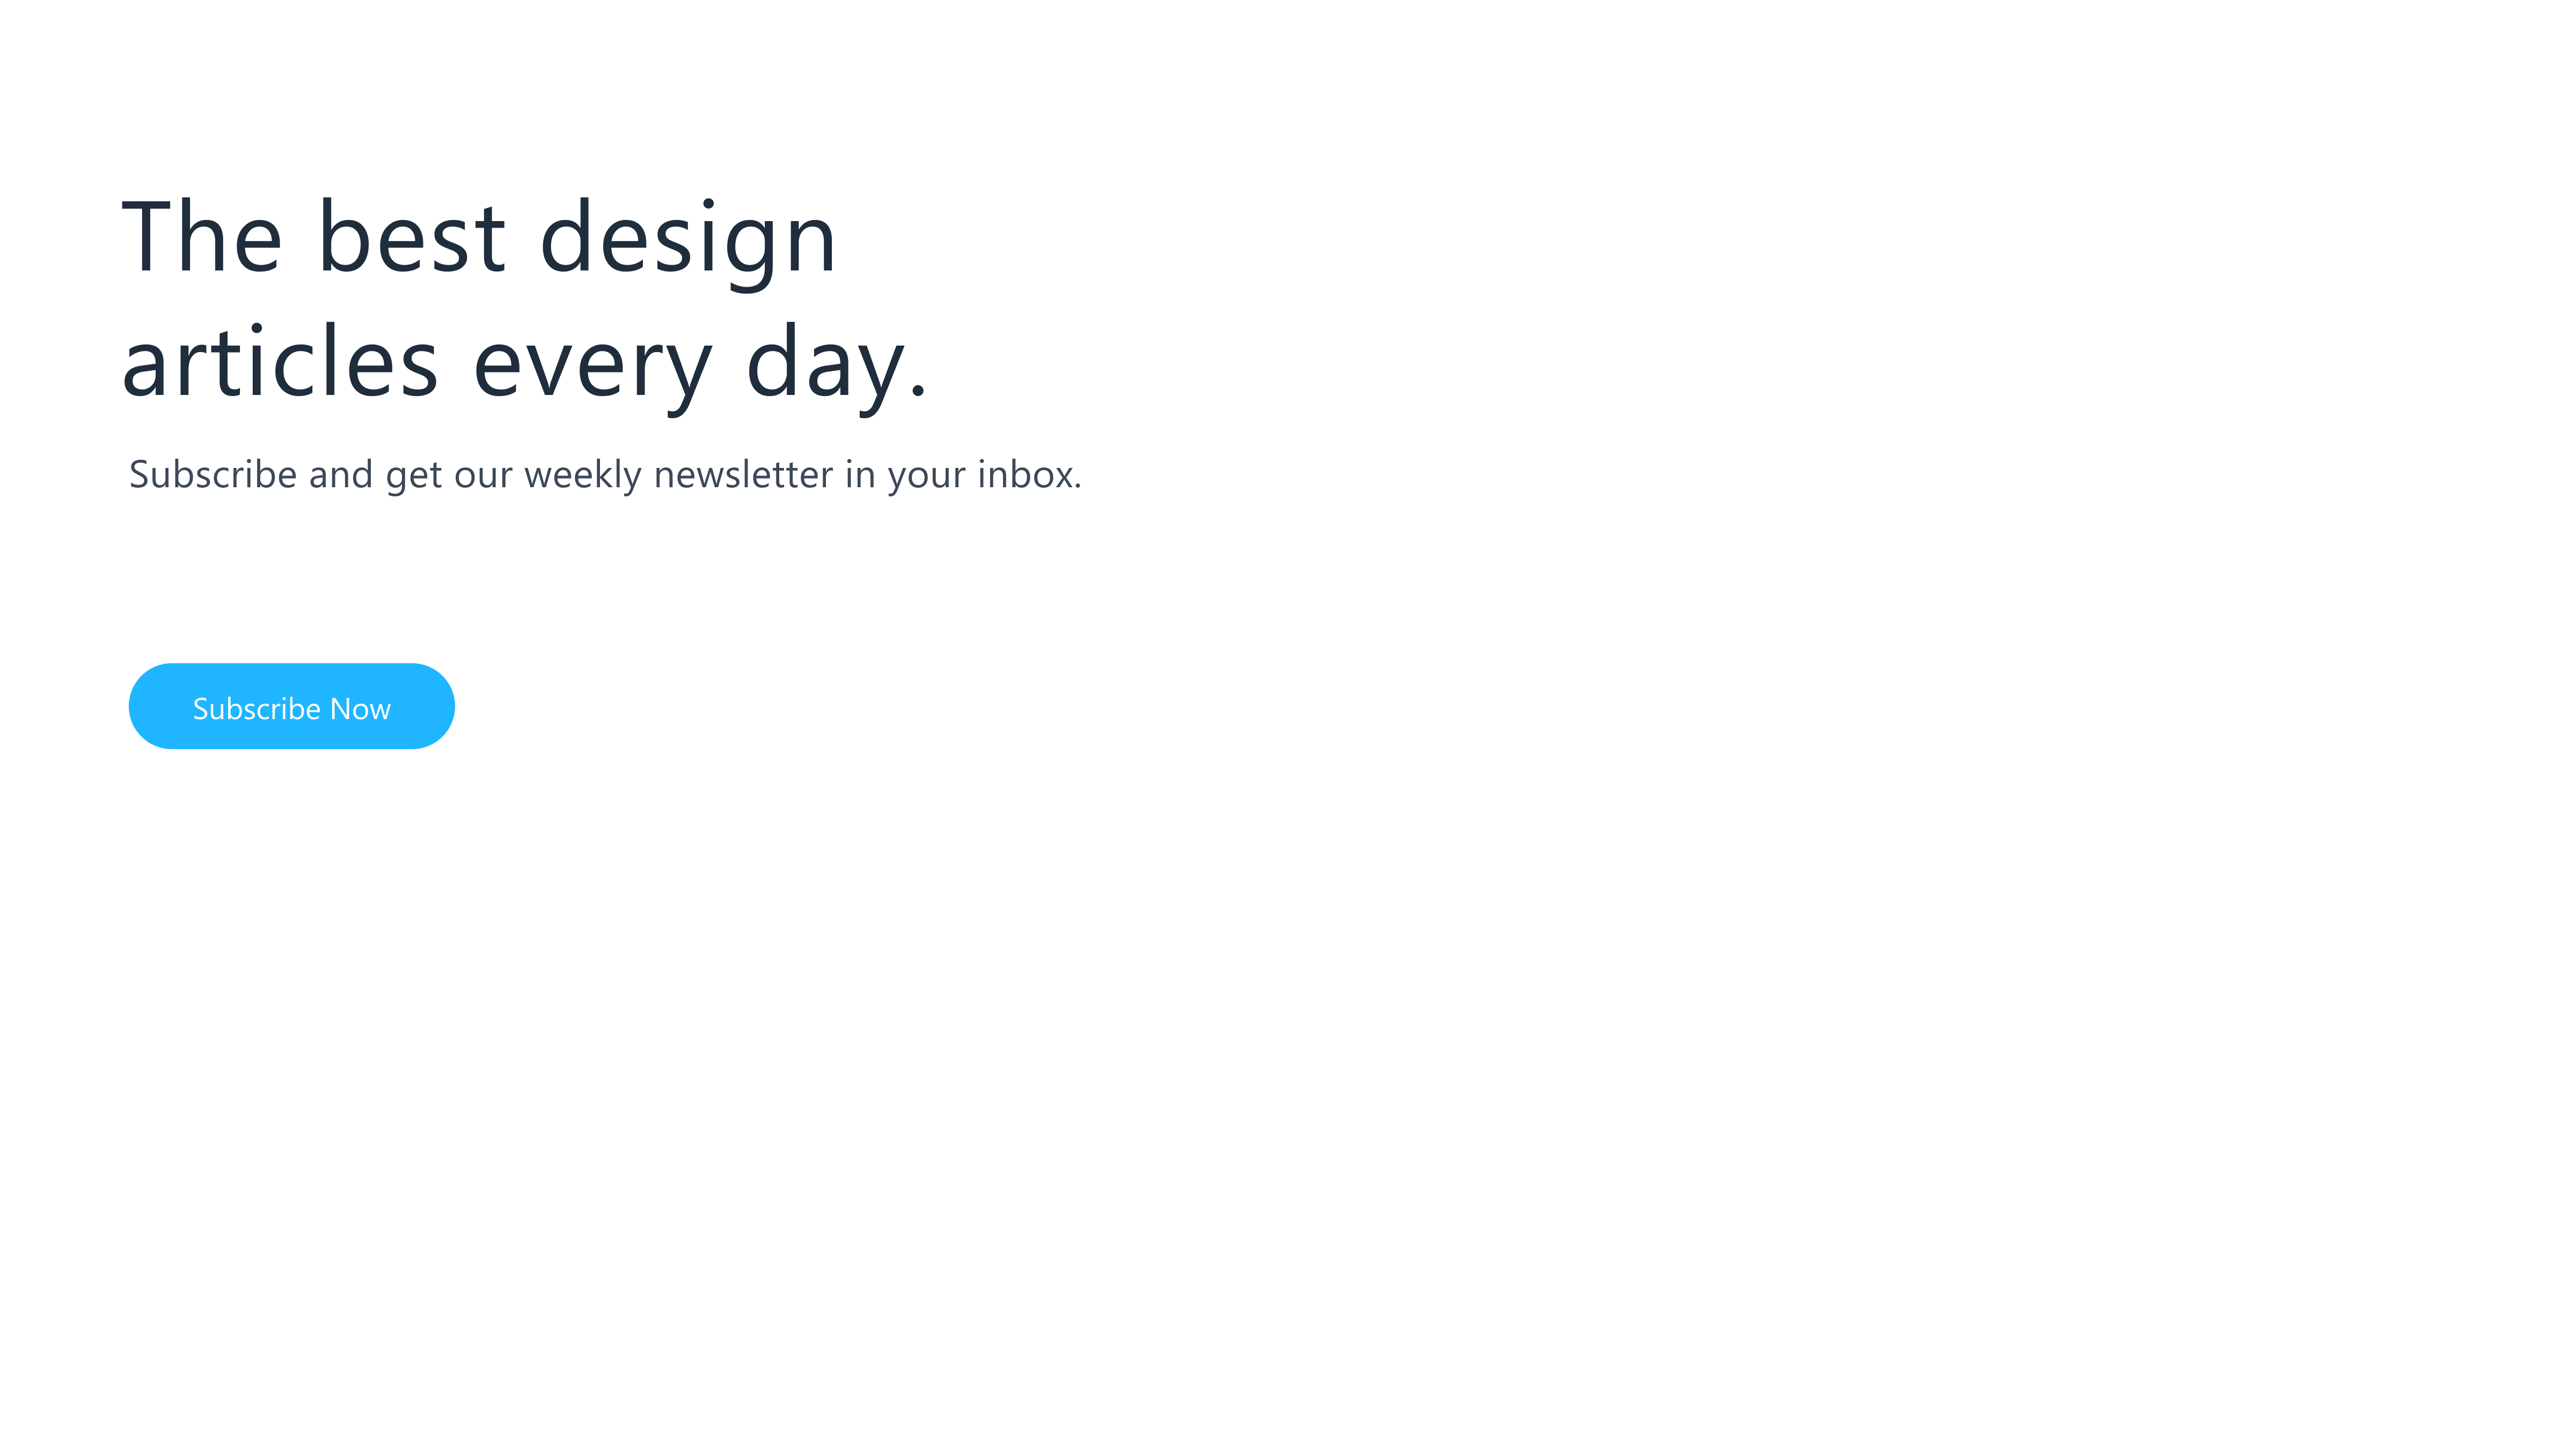 The best design
articles every day.
Subscribe and get our weekly newsletter in your inbox.
Subscribe Now